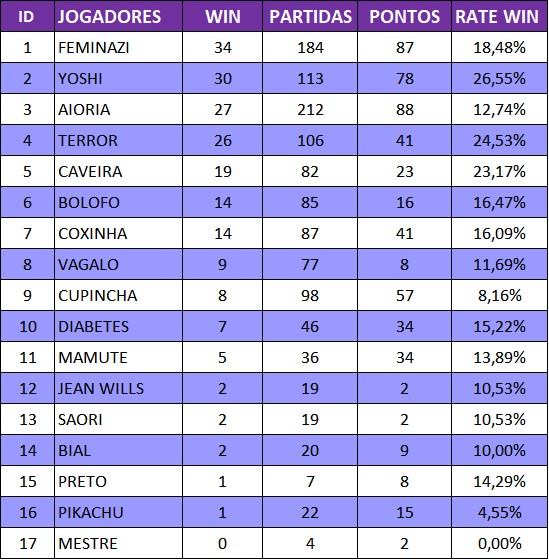 ID JOGADORES WIN PARTIDAS PONTOS RATE WIN
1 FEMINAZI 34 184 87 18,48%
2 YOSHI 30 113 78 26,55%
3 AIORIA 27 212 88 12,74%
4 TERROR 26 106 41 24,53%
5 CAVEIRA 19 82 23 23,17%
6 BOLOFO 14 85 16 16,47%
7 COXINHA 14 87 41 16,09%
8 VAGALO 9 77 8 11,69%
9 CUPINCHA 8 98 57 8,16%
10 DIABETES 7 46 34 15,22%
11 MAMUTE 5 36 34 13,89%
12 JEAN WILLS 2 19 2 10,53%
13 SAORI 2 19 2 10,53%
14 BIAL 2 20 9 10,00%
15 PRETO 1 7 8 14,29%
16 PIKACHU 1 22 15 4,55%
17 MESTRE 0 4 2 0,00%